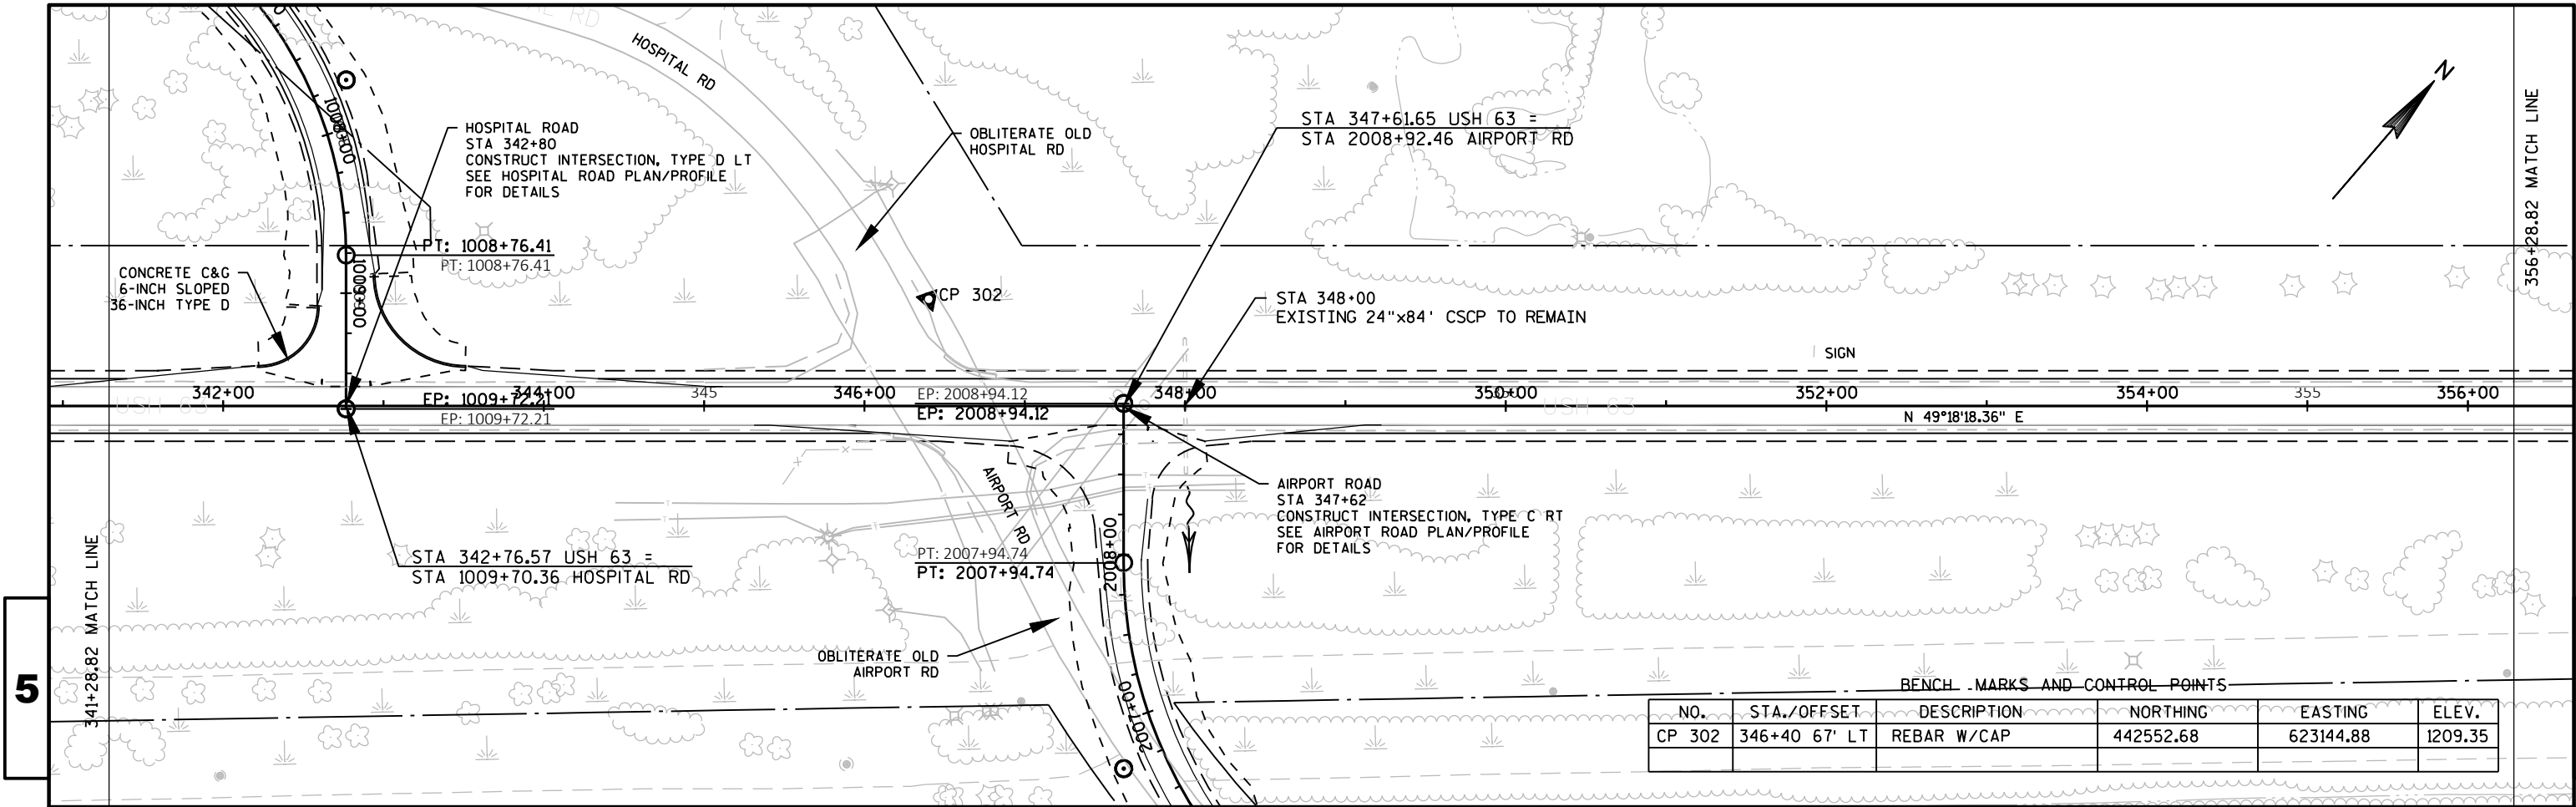 HOSPITAL RD
N
HOSPITAL ROAD
STA 342+80
CONSTRUCT INTERSECTION, TYPE D LT
SEE HOSPITAL ROAD PLAN/PROFILE
FOR DETAILS
OBLITERATE OLD
HOSPITAL RD
STA 347+61.65 USH 63 =
STA 2008+92.46 AIRPORT RD
356+28.82 MATCH LINE
PT: 1008+76.41
PT: 1008+76.41
CONCRETE C&G
6-INCH SLOPED
36-INCH TYPE D
CP 302
STA 348+00
EXISTING 24"x84' CSCP TO REMAIN
SIGN
342+00
344+00
345
346+00
348+00
350+00
352+00
354+00
355
356+00
USH 63
USH 63
EP: 1009+72.21
EP: 1009+72.21
EP: 2008+94.12
EP: 2008+94.12
N 49°18'18.36" E
AIRPORT RD
AIRPORT ROAD
STA 347+62
CONSTRUCT INTERSECTION, TYPE C RT
SEE AIRPORT ROAD PLAN/PROFILE
FOR DETAILS
STA 342+76.57 USH 63 =
STA 1009+70.36 HOSPITAL RD
PT: 2007+94.74
PT: 2007+94.74
2008+00
341+28.82 MATCH LINE
OBLITERATE OLD
AIRPORT RD
2007+00
5
BENCH MARKS AND CONTROL POINTS
NO. STA./OFFSET DESCRIPTION NORTHING EASTING ELEV.
CP 302 346+40 67' LT REBAR W/CAP 442552.68 623144.88 1209.35